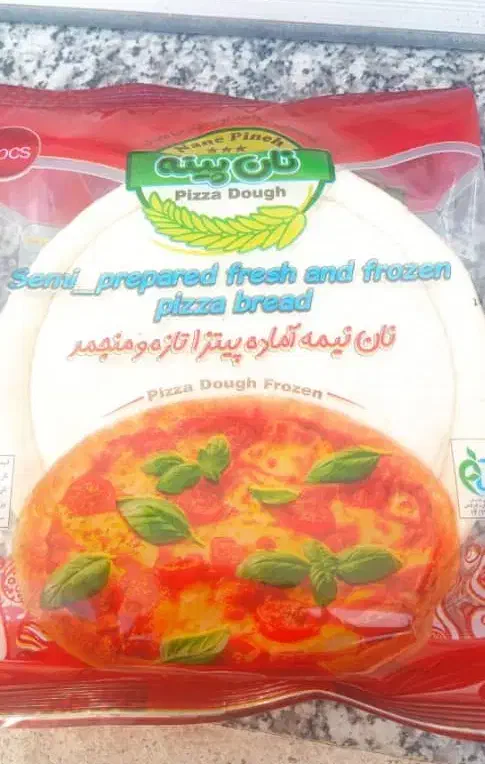 pcs
Nane Pineh
نان پینه
Pizza Dough
Semi_prepared fresh and frozen
pizza bread
نان نیمه آماده پیتزا تازه و منجمد
Pizza Dough Frozen